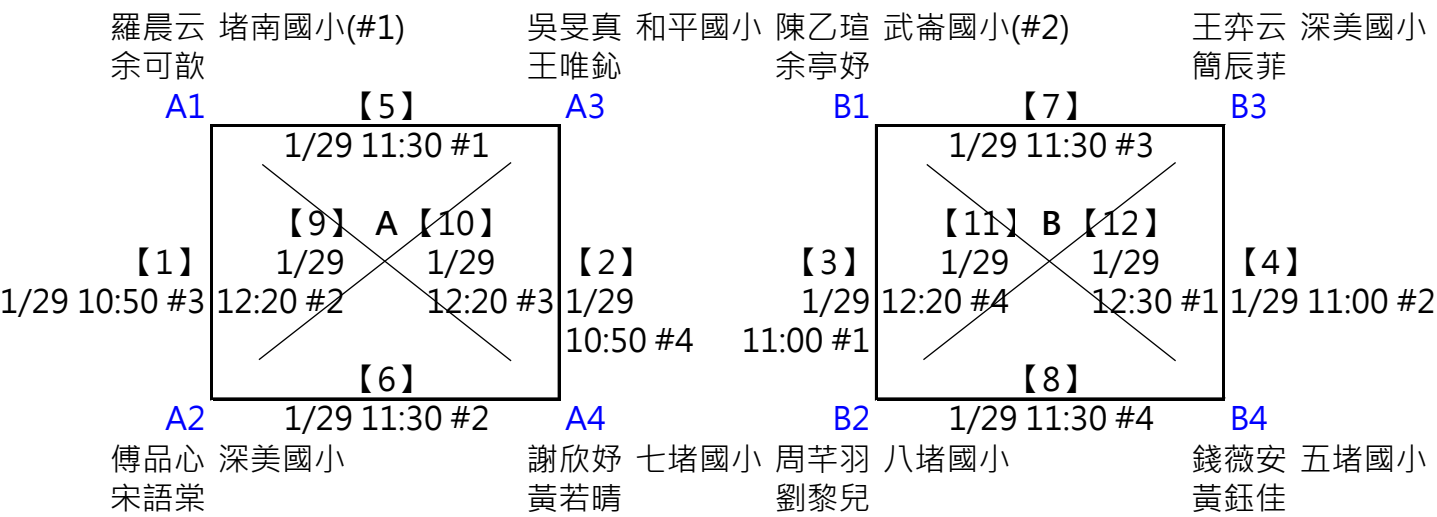 羅晨云 堵南國小(#1) 吳旻真 和平國小 陳乙瑄 武崙國小(#2) 王弈云 深美國小
余可歆 王唯鈊 余亭妤 簡辰菲
A1 【5】 A3 B1 【7】 B3
1/29 11:30 #1 1/29 11:30 #3
【9】 A 【10】 【11】 B 【12】
【1】 1/29 1/29 【2】 【3】 1/29 1/29 【4】
1/29 10:50 #3 12:20 #2 12:20 #3 1/29 1/29 12:20 #4 12:30 #1 1/29 11:00 #2
10:50 #4 11:00 #1
【6】 【8】
A2 1/29 11:30 #2 A4 B2 1/29 11:30 #4 B4
傅品心 深美國小 謝欣妤 七堵國小 周芊羽 八堵國小 錢薇安 五堵國小
宋語棠 黃若晴 劉黎兒 黃鈺佳